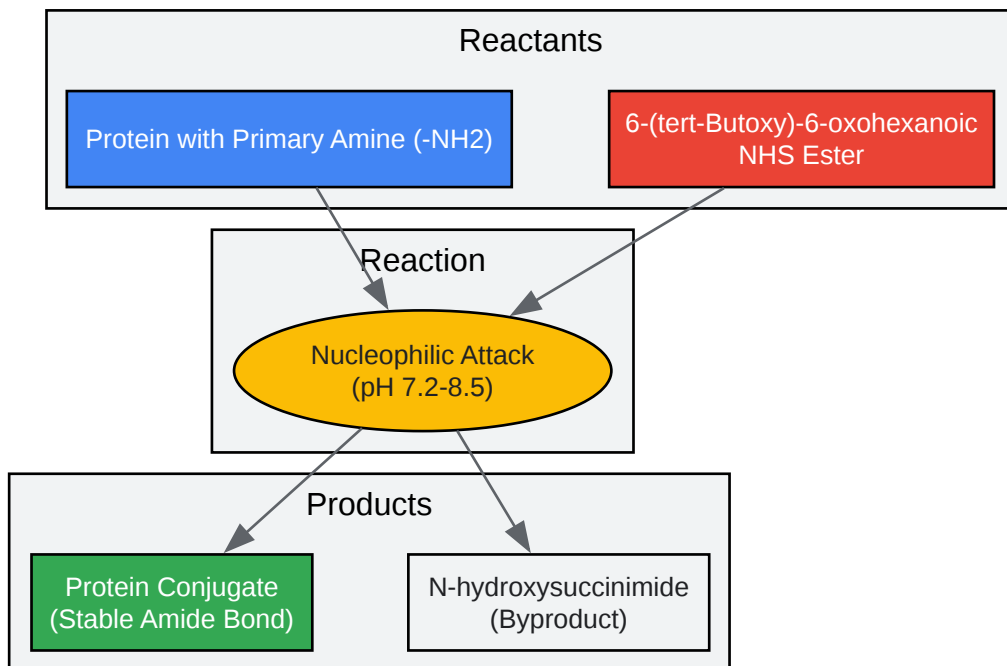 Reactants
Protein with Primary Amine (-NH2)
6-(tert-Butoxy)-6-oxohexanoic
NHS Ester
Reaction
Nucleophilic Attack
(pH 7.2-8.5)
Products
Protein Conjugate
(Stable Amide Bond)
N-hydroxysuccinimide
(Byproduct)